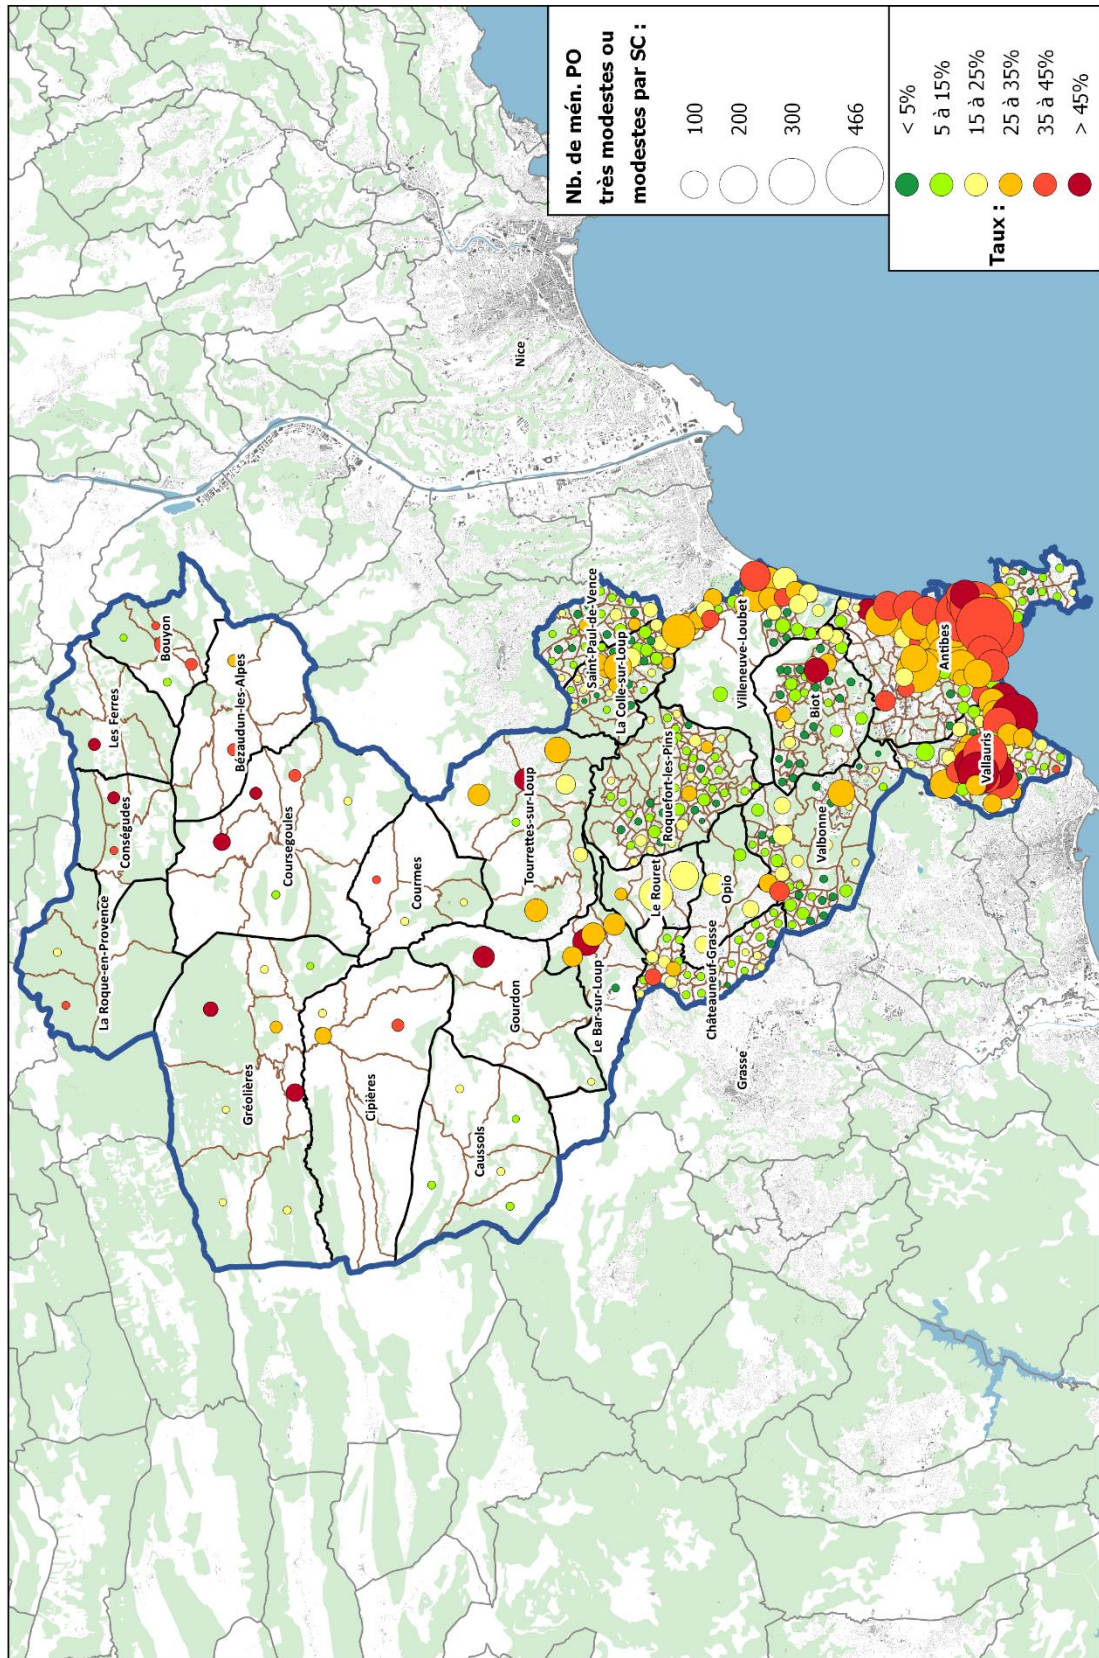 La Roque-en-Provence
Conségudes
Les Ferres
Bouyon
Gréolières
Coursegoules
Bézaudun-les-Alpes
Cipières
Courmes
Caussols
Gourdon
Tourrettes-sur-Loup
Le Bar-sur-Loup
Saint-Paul-de-Vence
La Colle-sur-Loup
Le Rouret
Roquefort-les-Pins
Châteauneuf-Grasse
Opio
Villeneuve-Loubet
Grasse
Valbonne
Biot
Vallauris
Antibes
Nice
Nb. de mén. PO
très modestes ou
modestes par SC :
100
200
300
466
Taux :
< 5%
5 à 15%
15 à 25%
25 à 35%
35 à 45%
> 45%